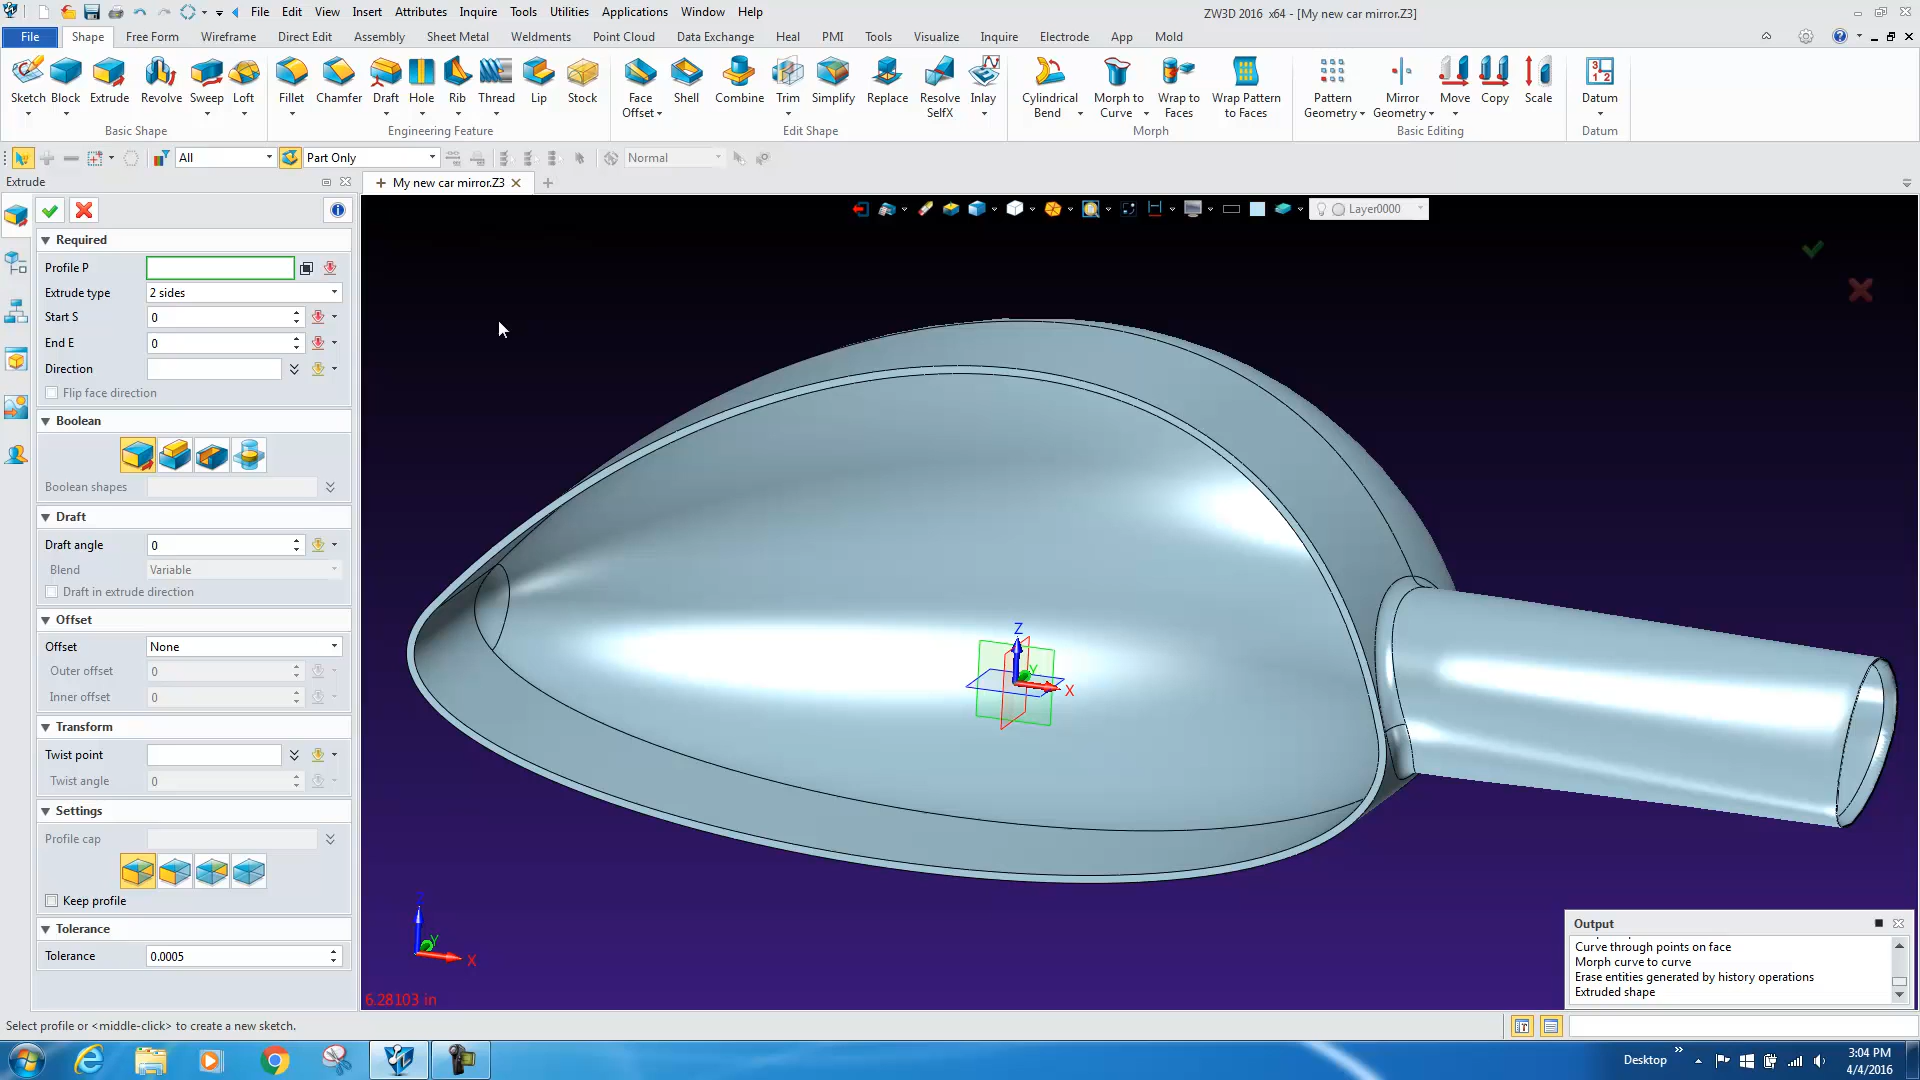 File Edit View Insert Attributes Inquire Tools Utilities Applications Window Help
ZW3D 2016 x64 - [My new car mirror.Z3]
File Shape Free Form Wireframe Direct Edit Assembly Sheet Metal Weldments Point Cloud Data Exchange Heal PMI Tools Visualize Inquire Electrode App Mold
Sketch Block Extrude Revolve Sweep Loft Fillet Chamfer Draft Hole Rib Thread Lip Stock Face Offset Shell Combine Trim Simplify Replace Resolve SelfX Inlay Cylindrical Bend Morph to Curve Wrap to Faces Wrap Pattern to Faces Pattern Geometry Mirror Geometry Move Copy Scale Datum
Basic Shape Engineering Feature Edit Shape Morph Basic Editing Datum
All Part Only Normal
Extrude
My new car mirror.Z3
Layer0000
Required
Profile P
Extrude type 2 sides
Start S 0
End E 0
Direction
Flip face direction
Boolean
Boolean shapes
Draft
Draft angle 0
Blend Variable
Draft in extrude direction
Offset
Offset None
Outer offset 0
Inner offset 0
Transform
Twist point
Twist angle 0
Settings
Profile cap
Keep profile
Tolerance
Tolerance 0.0005
Z
Y
X
Z
Y
X
6.28103 in
Output
Curve through points on face
Morph curve to curve
Erase entities generated by history operations
Extruded shape
Select profile or <middle-click> to create a new sketch.
Desktop
3:04 PM
4/4/2016